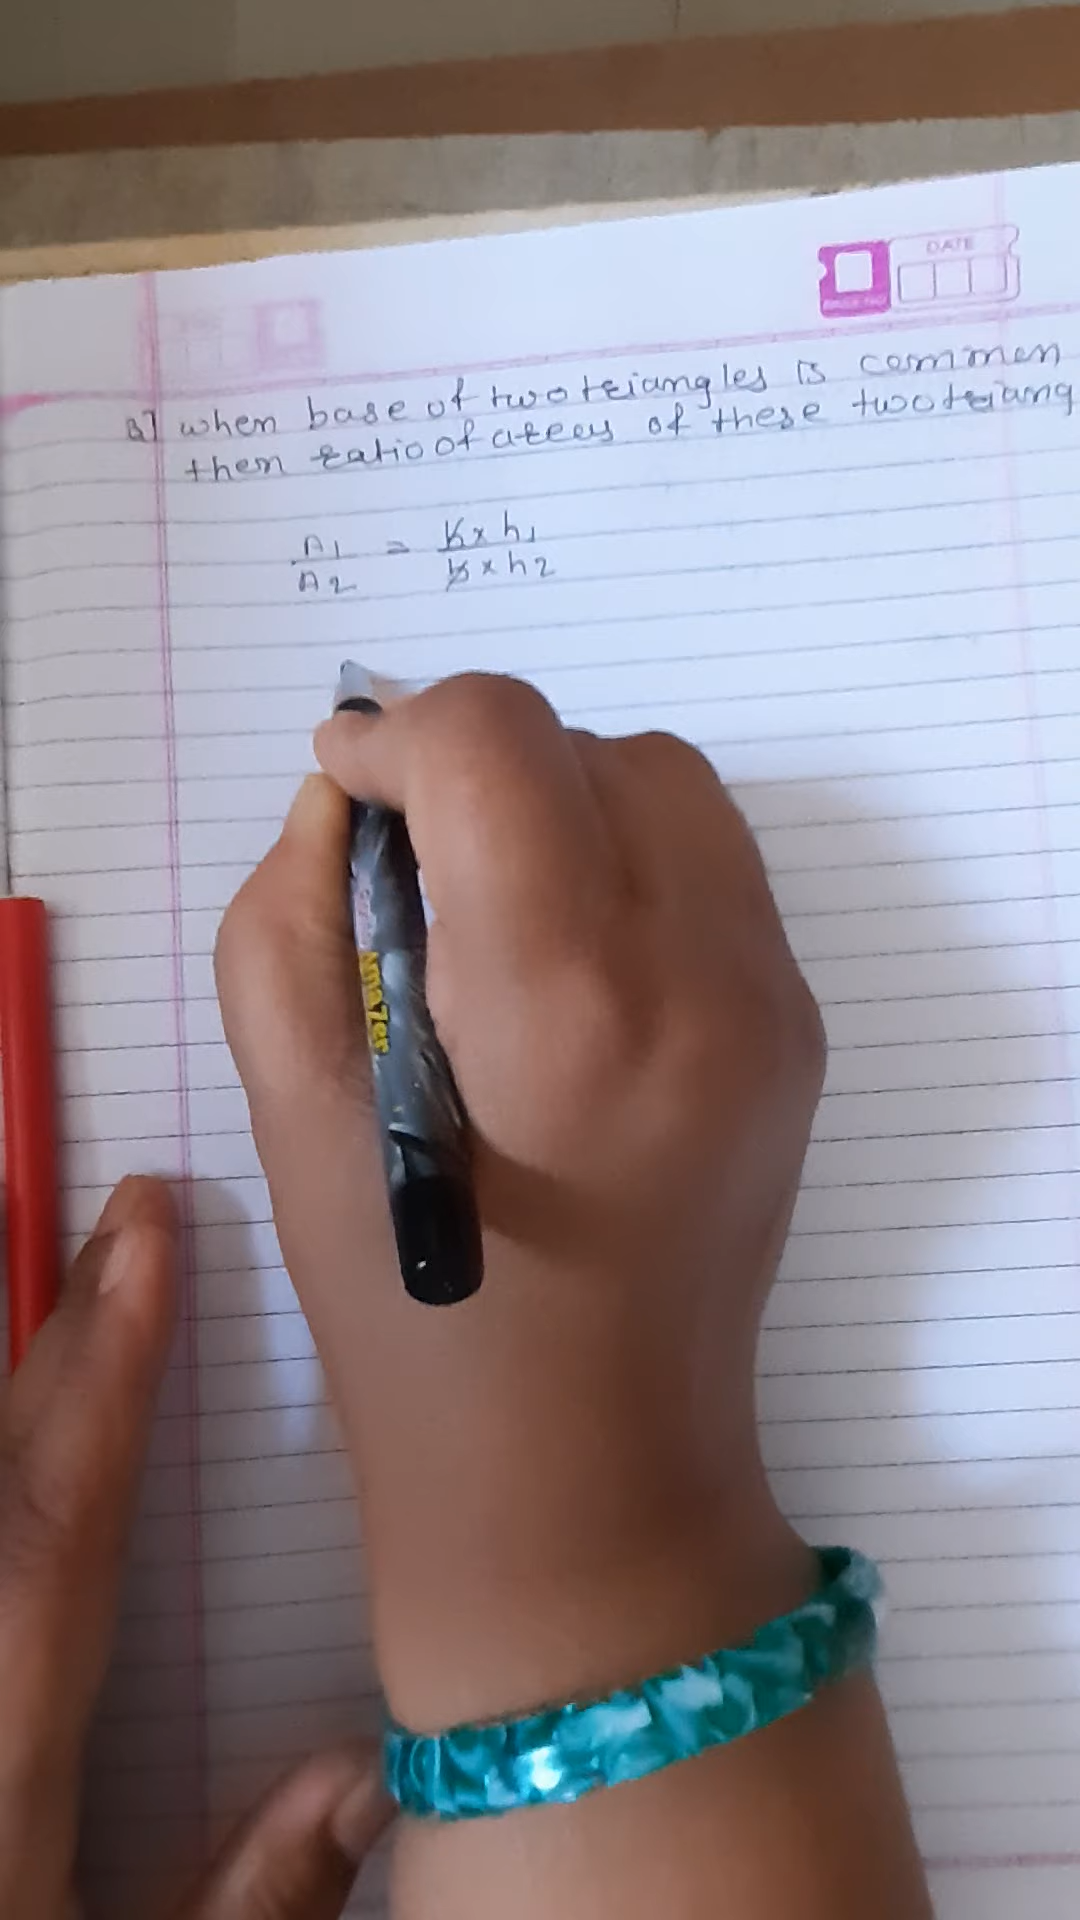 DATE
B] when base of two triangles is common
then ratio of areas of these two triang
A1 = b x h1
A2 b x h2